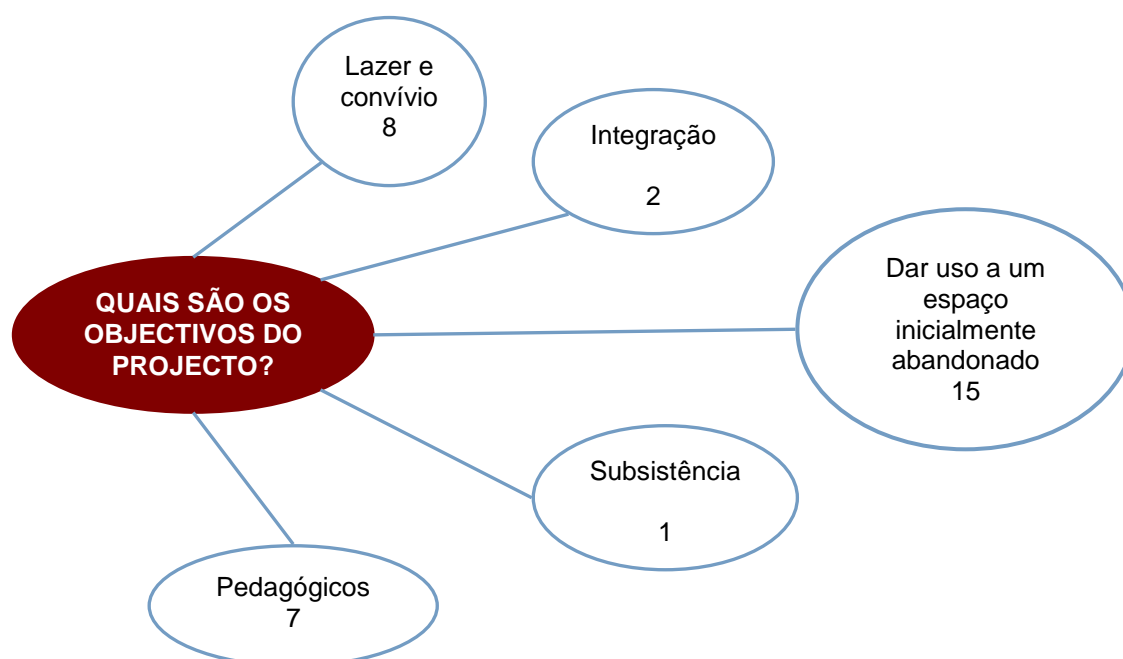 Lazer e
convívio
8
Integração
2
Dar uso a um
espaço
inicialmente
abandonado
15
QUAIS SÃO OS
OBJECTIVOS DO
PROJECTO?
Subsistência
1
Pedagógicos
7